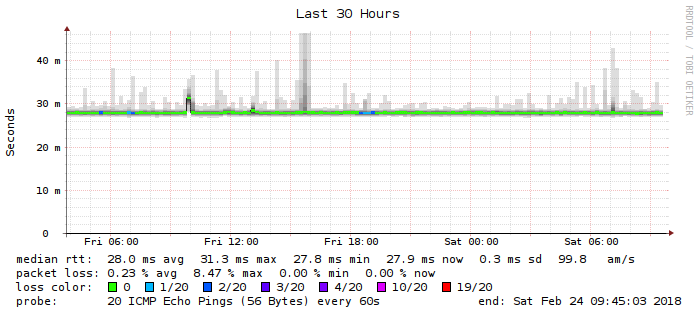 Last 30 Hours
RRDTOOL / TOBI OETIKER
Seconds
40 m
30 m
20 m
10 m
0
Fri 06:00 Fri 12:00 Fri 18:00 Sat 00:00 Sat 06:00
median rtt: 28.0 ms avg 31.3 ms max 27.8 ms min 27.9 ms now 0.3 ms sd 99.8 am/s
packet loss: 0.23 % avg 8.47 % max 0.00 % min 0.00 % now
loss color: 0 1/20 2/20 3/20 4/20 10/20 19/20
probe: 20 ICMP Echo Pings (56 Bytes) every 60s end: Sat Feb 24 09:45:03 2018